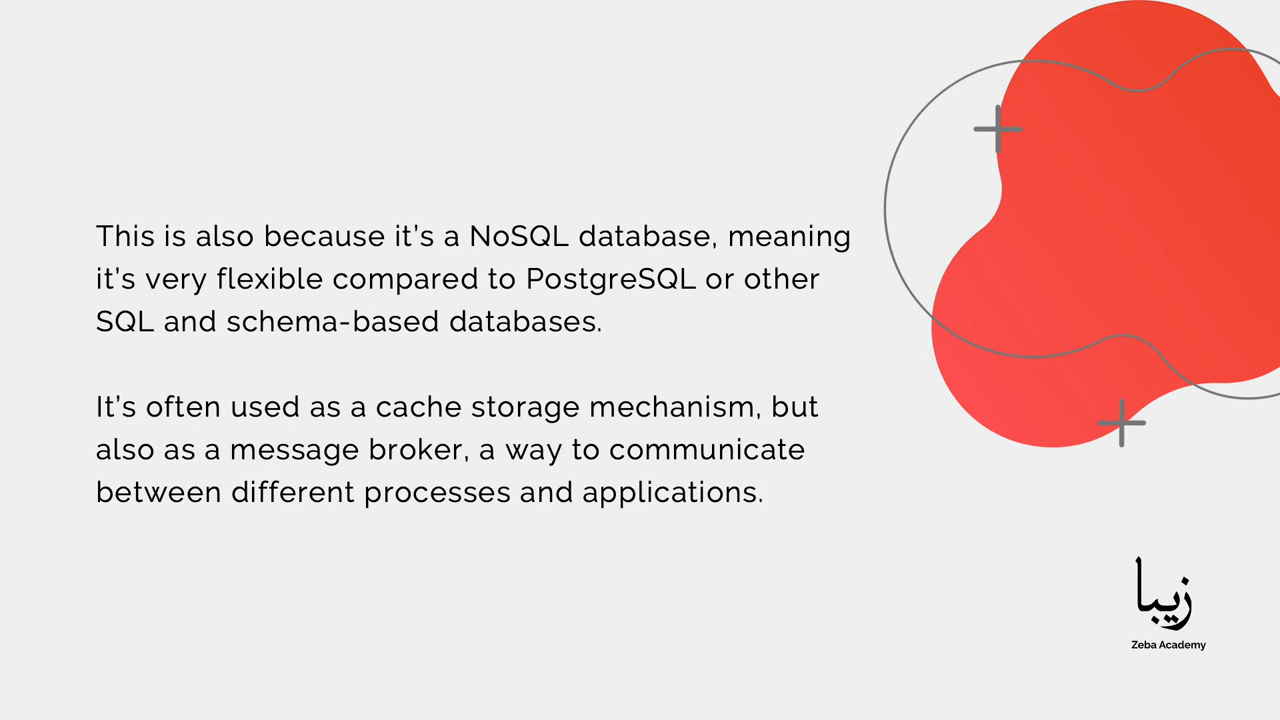 This is also because it’s a NoSQL database, meaning
it’s very flexible compared to PostgreSQL or other
SQL and schema-based databases.
It’s often used as a cache storage mechanism, but
also as a message broker, a way to communicate
between different processes and applications.
زیبا
Zeba Academy